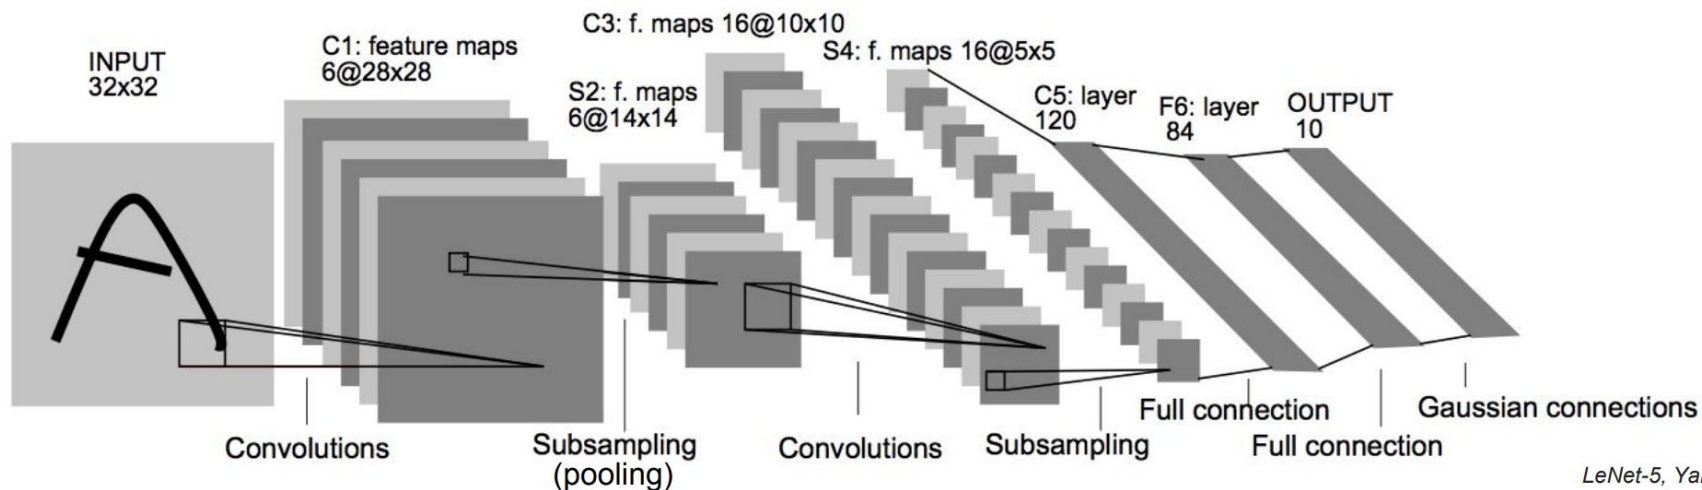 INPUT
32x32
C1: feature maps
6@28x28
S2: f. maps
6@14x14
C3: f. maps 16@10x10
S4: f. maps 16@5x5
C5: layer
120
F6: layer
84
OUTPUT
10
Convolutions
Subsampling
(pooling)
Convolutions
Subsampling
Full connection
Full connection
Gaussian connections
LeNet-5,